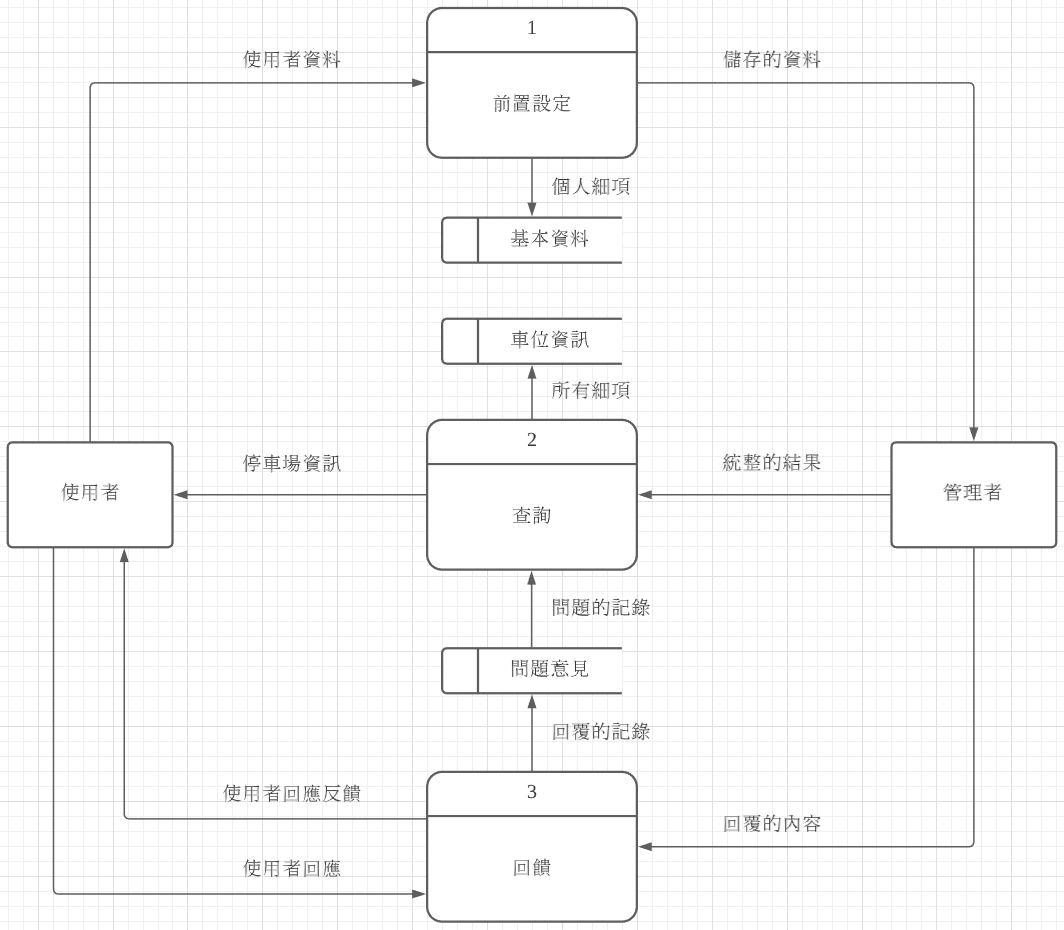 1
使用者資料
儲存的資料
前置設定
個人細項
基本資料
車位資訊
所有細項
2
停車場資訊
統整的結果
使用者
管理者
查詢
問題的記錄
問題意見
回覆的記錄
3
使用者回應反饋
回覆的內容
使用者回應
回饋